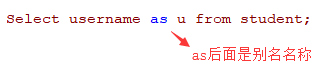 Select username as u from student;
as后面是别名名称